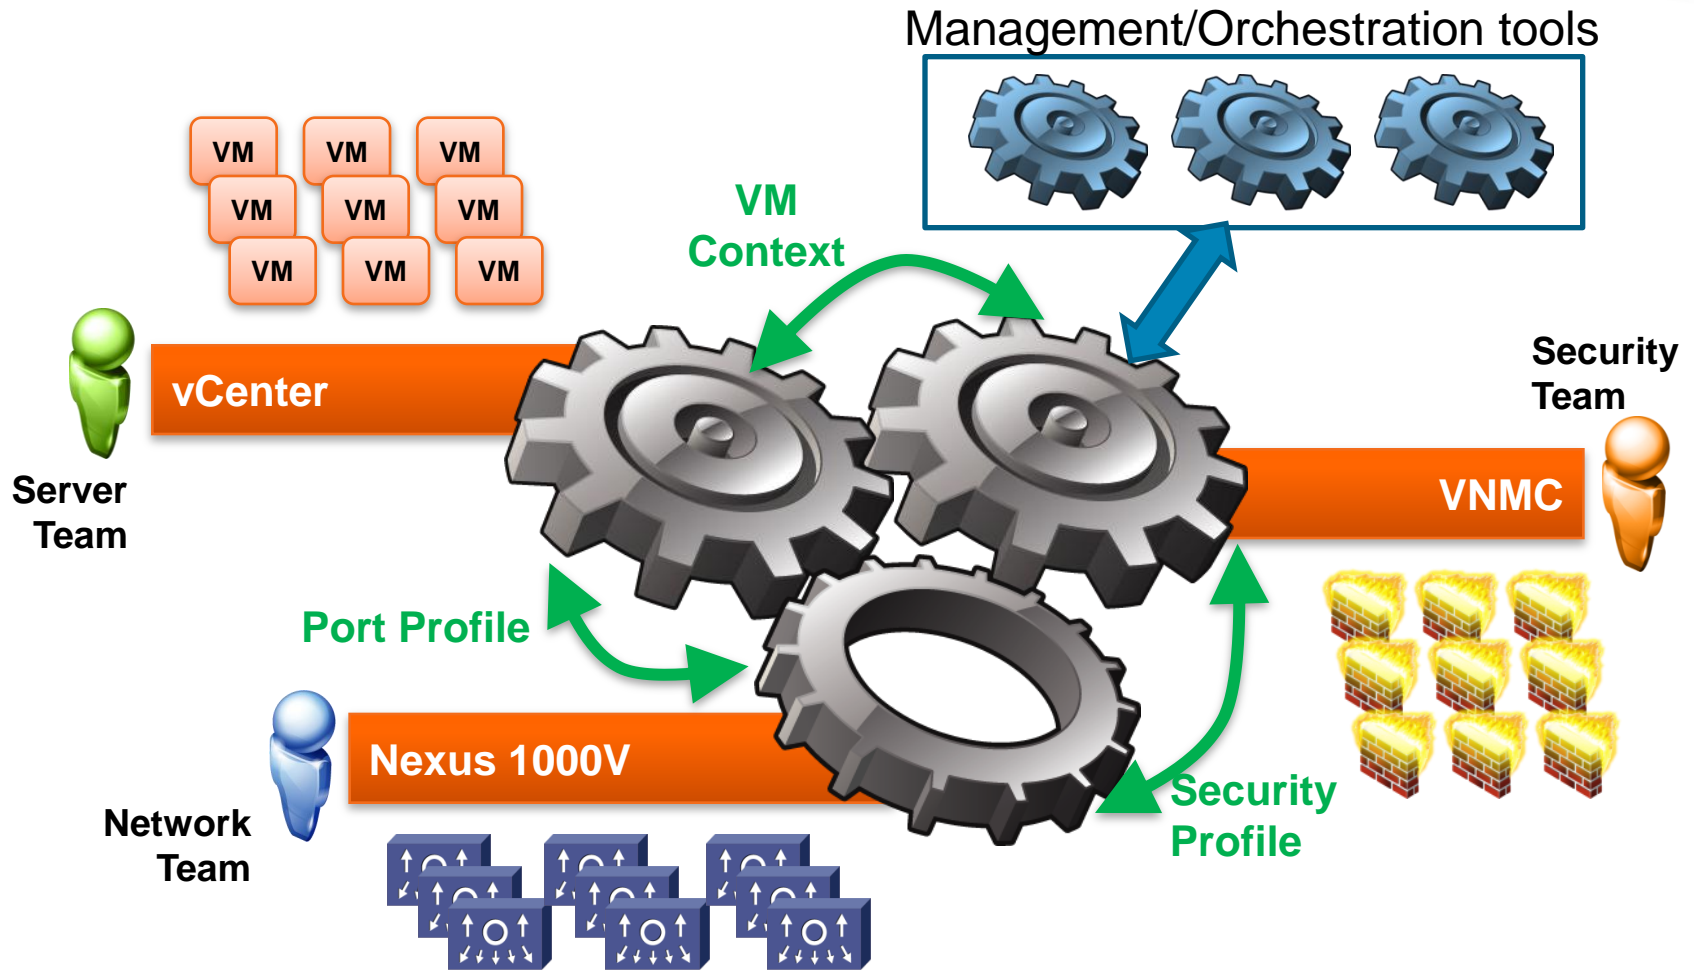 Management/Orchestration tools
VM VM VM
VM VM VM
VM VM VM
VM
Context
vCenter
Server
Team
Security
Team
VNMC
Port Profile
Nexus 1000V
Network
Team
Security
Profile